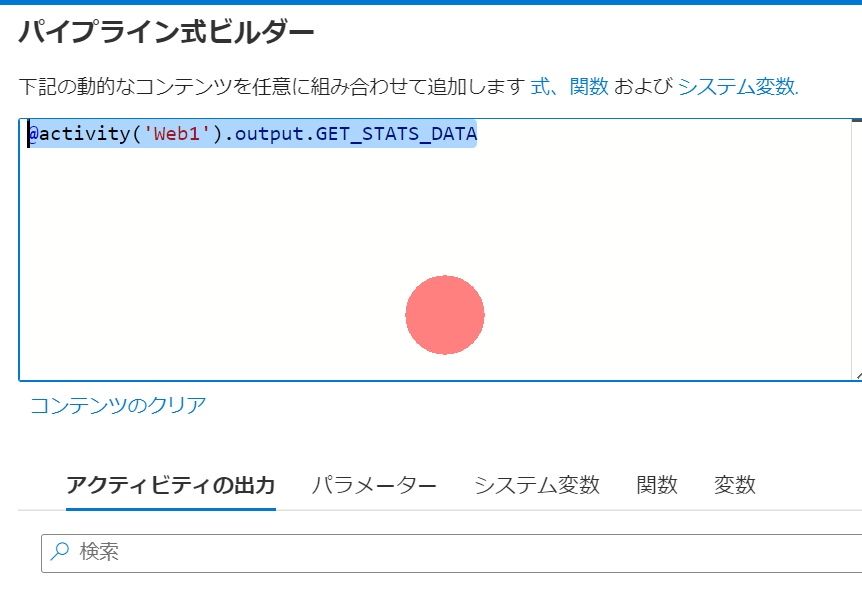 パイプライン式ビルダー
下記の動的なコンテンツを任意に組み合わせて追加します 式、関数 および システム変数.
@activity('Web1').output.GET_STATS_DATA
コンテンツのクリア
アクティビティの出力 パラメーター システム変数 関数 変数
検索